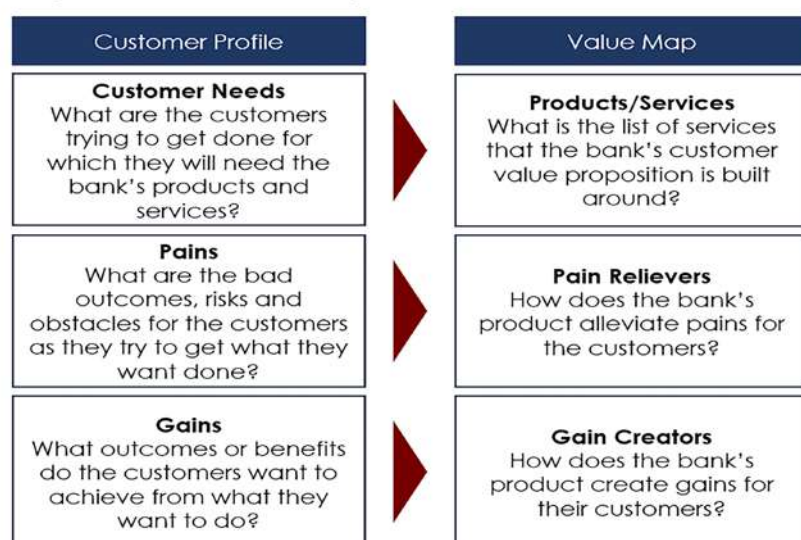 Customer Profile
Customer Needs
What are the customers
trying to get done for
which they will need the
bank's products and
services?
Pains
What are the bad
outcomes, risks and
obstacles for the customers
as they try to get what they
want done?
Gains
What outcomes or benefits
do the customers want to
achieve from what they
want to do?
Value Map
Products/Services
What is the list of services
that the bank's customer
value proposition is built
around?
Pain Relievers
How does the bank's
product alleviate pains for
the customers?
Gain Creators
How does the bank's
product create gains for
their customers?